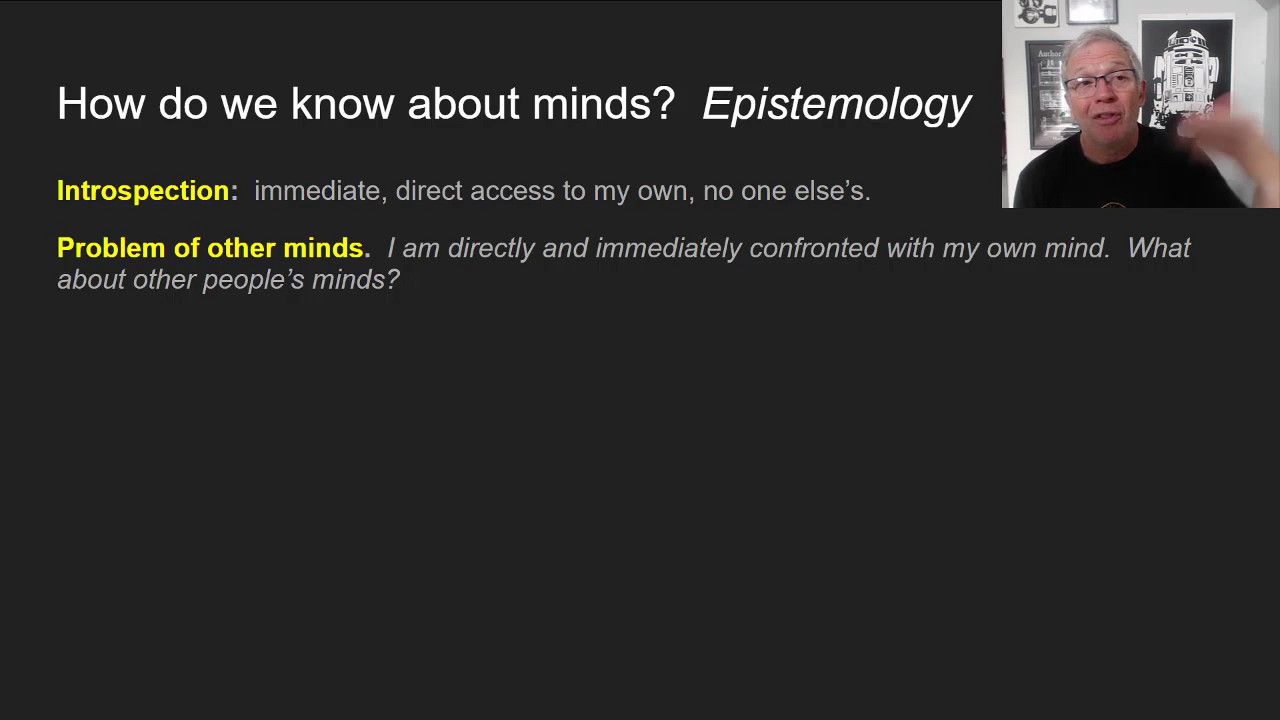 How do we know about minds?  Epistemology
Introspection:  immediate, direct access to my own, no one else’s.
Problem of other minds.  I am directly and immediately confronted with my own mind.  What
about other people’s minds?
Author